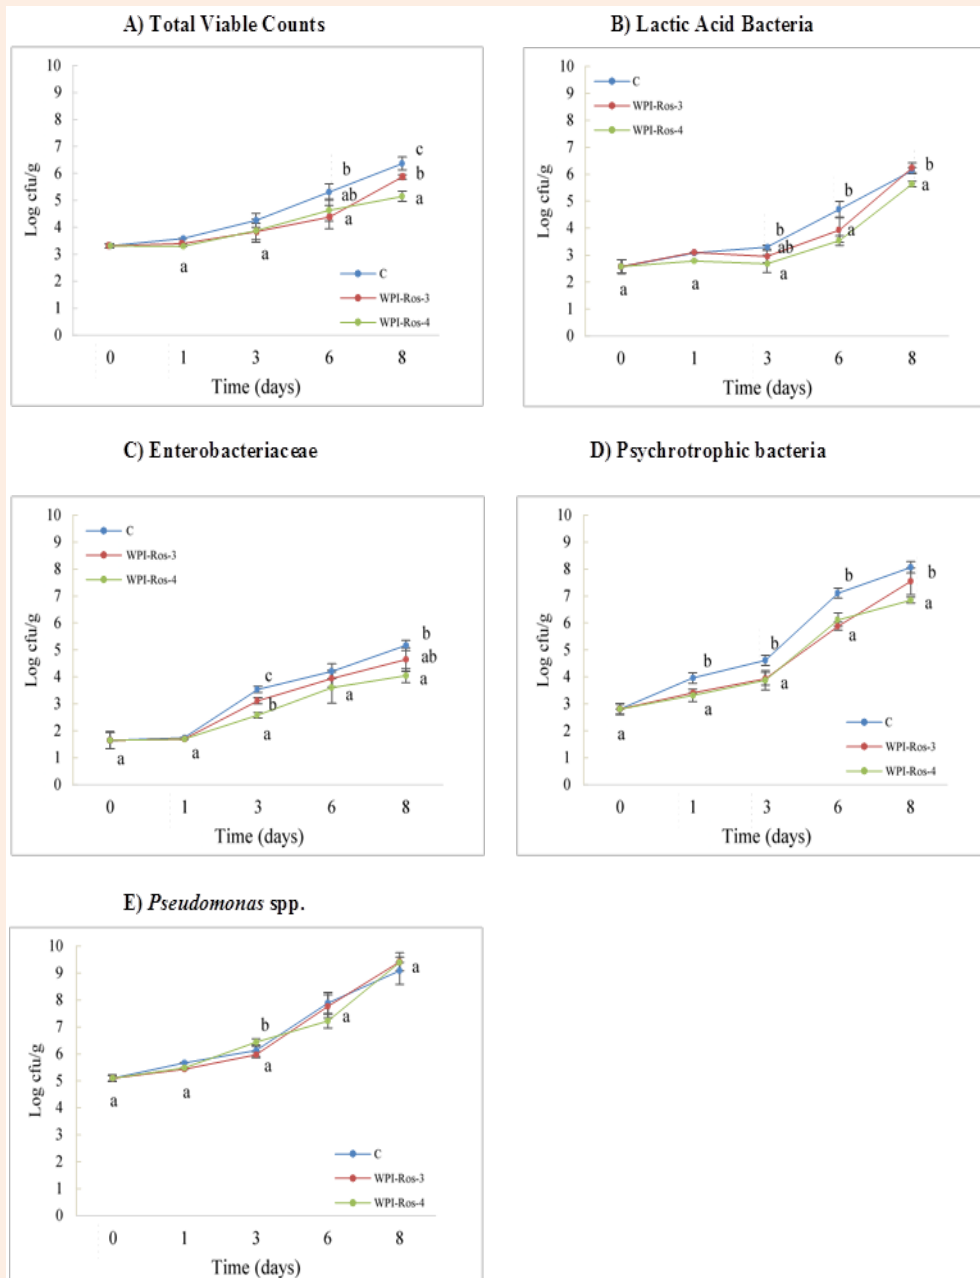 A) Total Viable Counts
10
9
8
7
6
5
4
3
2
1
0
Log cfu/g
a
a
b
ab
a
c
b
a
C
WPI-Ros-3
WPI-Ros-4
0 1 3 6 8
Time (days)
B) Lactic Acid Bacteria
10
9
8
7
6
5
4
3
2
1
0
Log cfu/g
C
WPI-Ros-3
WPI-Ros-4
a
a
b
ab
a
b
a
b
a
0 1 3 6 8
Time (days)
C) Enterobacteriaceae
10
9
8
7
6
5
4
3
2
1
0
Log cfu/g
C
WPI-Ros-3
WPI-Ros-4
a
a
c
b
a
a
b
ab
a
0 1 3 6 8
Time (days)
D) Psychrotrophic bacteria
10
9
8
7
6
5
4
3
2
1
0
Log cfu/g
a
b
a
b
a
b
a
b
a
C
WPI-Ros-3
WPI-Ros-4
0 1 3 6 8
Time (days)
E) Pseudomonas spp.
10
9
8
7
6
5
4
3
2
1
0
Log cfu/g
a
a
b
a
a
a
C
WPI-Ros-3
WPI-Ros-4
0 1 3 6 8
Time (days)